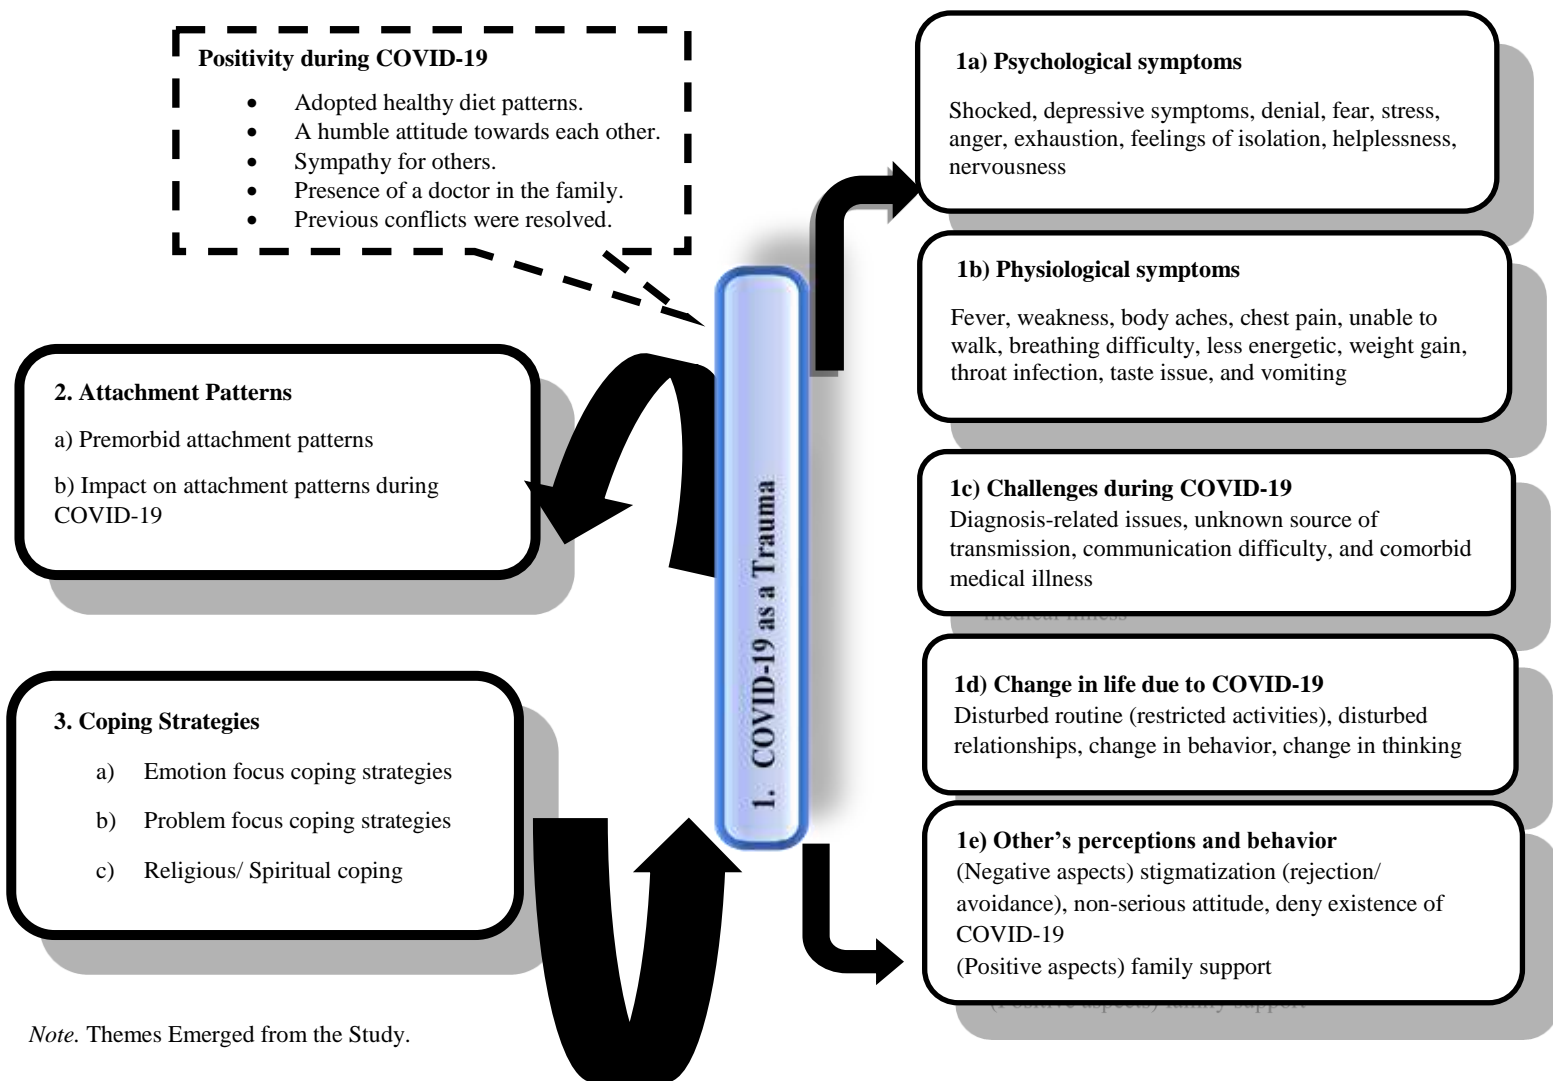 Positivity during COVID-19
• Adopted healthy diet patterns.
• A humble attitude towards each other.
• Sympathy for others.
• Presence of a doctor in the family.
• Previous conflicts were resolved.
2. Attachment Patterns
a) Premorbid attachment patterns
b) Impact on attachment patterns during
COVID-19
3. Coping Strategies
a) Emotion focus coping strategies
b) Problem focus coping strategies
c) Religious/ Spiritual coping
1. COVID-19 as a Trauma
1a) Psychological symptoms
Shocked, depressive symptoms, denial, fear, stress,
anger, exhaustion, feelings of isolation, helplessness,
nervousness
1b) Physiological symptoms
Fever, weakness, body aches, chest pain, unable to
walk, breathing difficulty, less energetic, weight gain,
throat infection, taste issue, and vomiting
1c) Challenges during COVID-19
Diagnosis-related issues, unknown source of
transmission, communication difficulty, and comorbid
medical illness
1d) Change in life due to COVID-19
Disturbed routine (restricted activities), disturbed
relationships, change in behavior, change in thinking
1e) Other's perceptions and behavior
(Negative aspects) stigmatization (rejection/
avoidance), non-serious attitude, deny existence of
COVID-19
(Positive aspects) family support
Note. Themes Emerged from the Study.